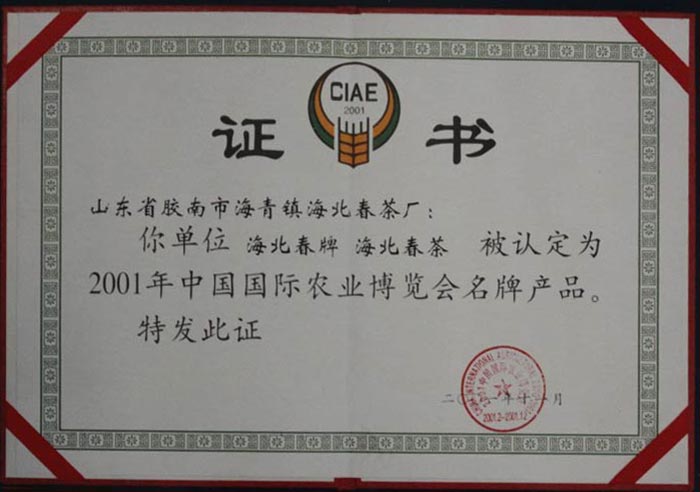 CIAE
2001
证 书
山东省胶南市海青镇海北春茶厂:
你单位 海北春牌 海北春茶 被认定为
2001年中国国际农业博览会名牌产品。
特发此证